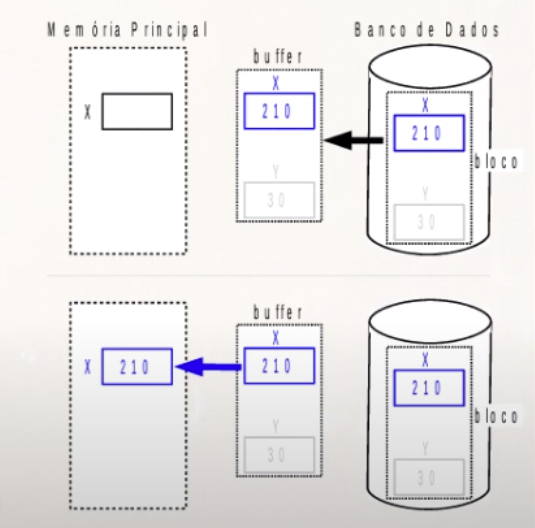 Memória Principal
buffer
Banco de Dados
X
X
210
X
210
bloco
Y
30
Y
30
buffer
X
210
X
210
X
210
bloco
Y
30
Y
30